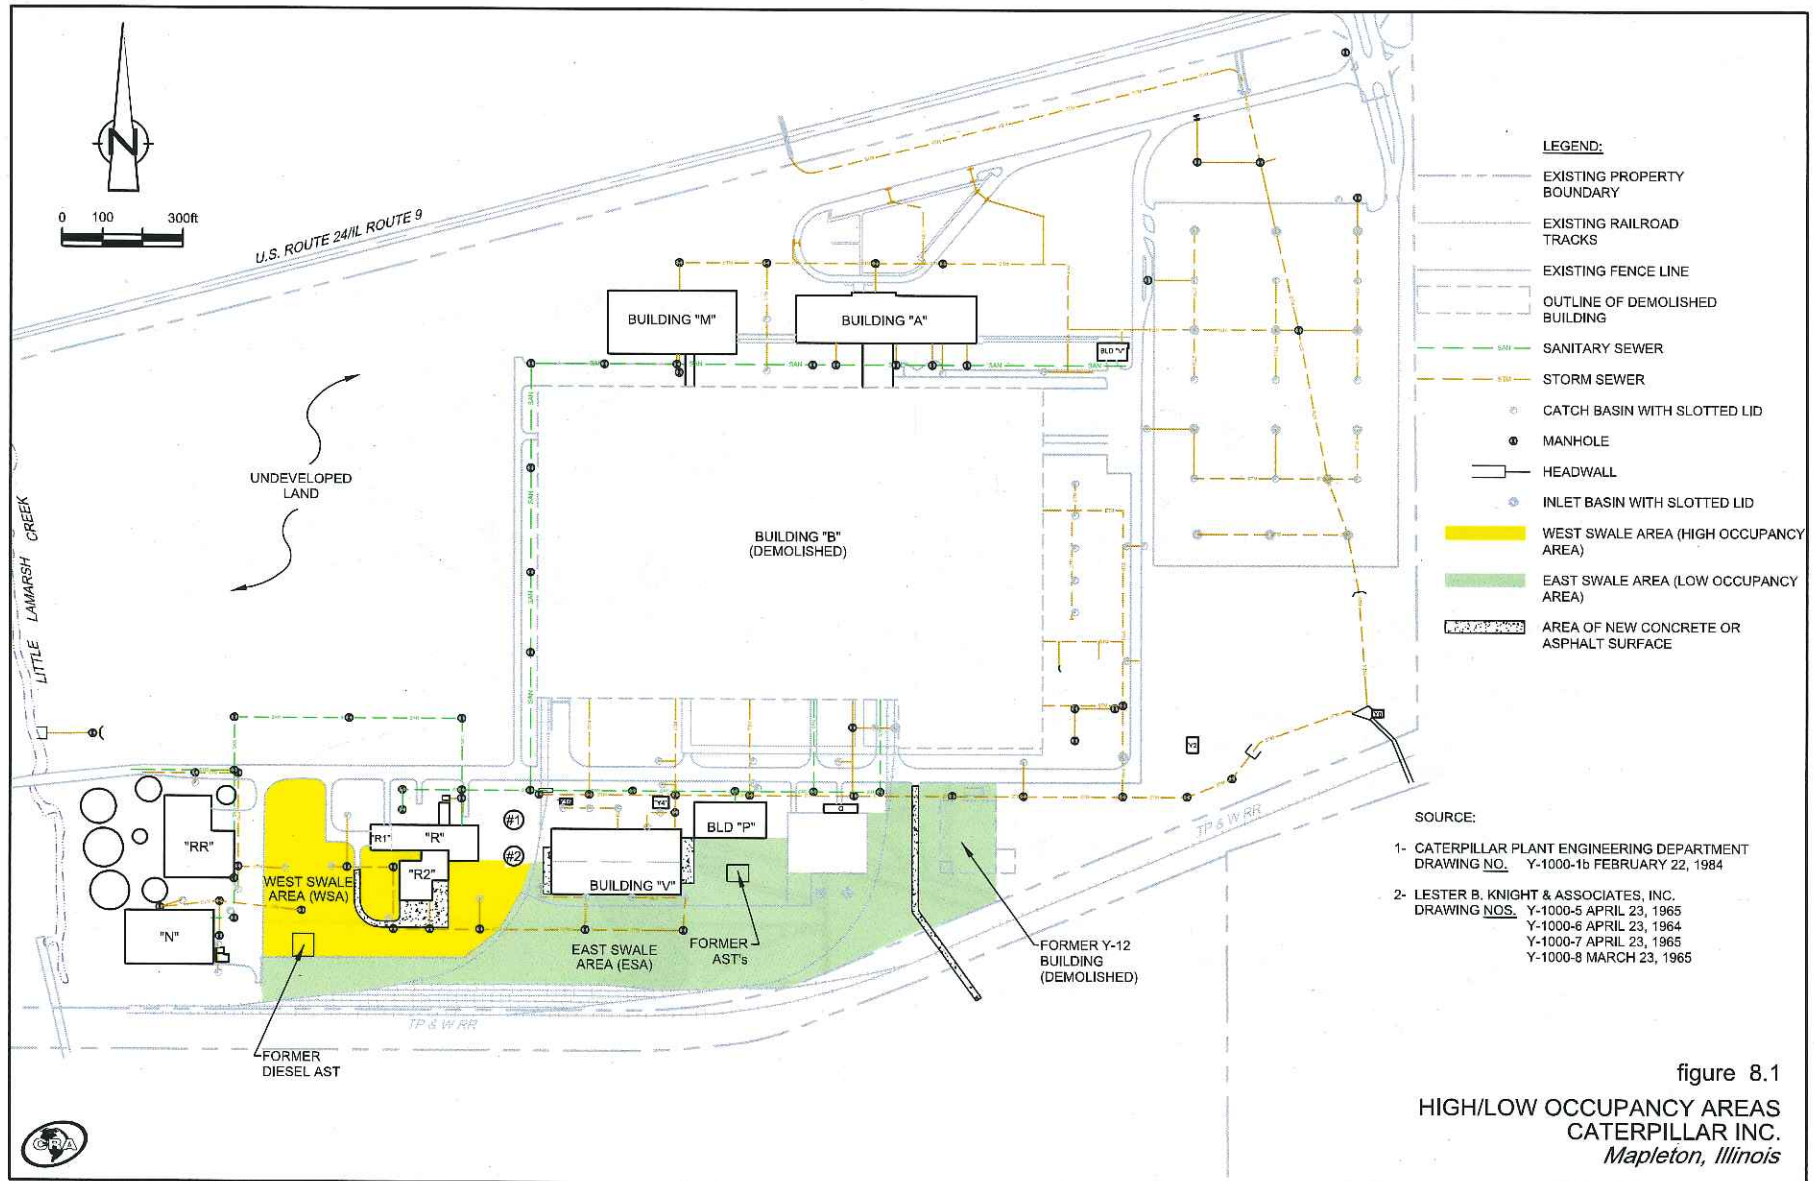 N
0 100 300ft
U.S. ROUTE 24/IL ROUTE 9
UNDEVELOPED
LAND
LITTLE LAMARSH CREEK
BUILDING "M"
BUILDING "A"
BLD "W"
BUILDING "B"
(DEMOLISHED)
"RR"
"N"
"R1"
"R"
"R2"
#1
#2
WEST SWALE
AREA (WSA)
BLD "P"
BUILDING "V"
"Y4"
EAST SWALE
AREA (ESA)
FORMER
AST's
FORMER Y-12
BUILDING
(DEMOLISHED)
FORMER
DIESEL AST
TP & W RR
TP & W RR
SAN
STM
LEGEND:
EXISTING PROPERTY
BOUNDARY
EXISTING RAILROAD
TRACKS
EXISTING FENCE LINE
OUTLINE OF DEMOLISHED
BUILDING
SAN
SANITARY SEWER
STM
STORM SEWER
CATCH BASIN WITH SLOTTED LID
MANHOLE
HEADWALL
INLET BASIN WITH SLOTTED LID
WEST SWALE AREA (HIGH OCCUPANCY
AREA)
EAST SWALE AREA (LOW OCCUPANCY
AREA)
AREA OF NEW CONCRETE OR
ASPHALT SURFACE
SOURCE:
1- CATERPILLAR PLANT ENGINEERING DEPARTMENT
DRAWING NO. Y-1000-1b FEBRUARY 22, 1984
2- LESTER B. KNIGHT & ASSOCIATES, INC.
DRAWING NOS. Y-1000-5 APRIL 23, 1965
Y-1000-6 APRIL 23, 1964
Y-1000-7 APRIL 23, 1965
Y-1000-8 MARCH 23, 1965
figure 8.1
HIGH/LOW OCCUPANCY AREAS
CATERPILLAR INC.
Mapleton, Illinois
CRA